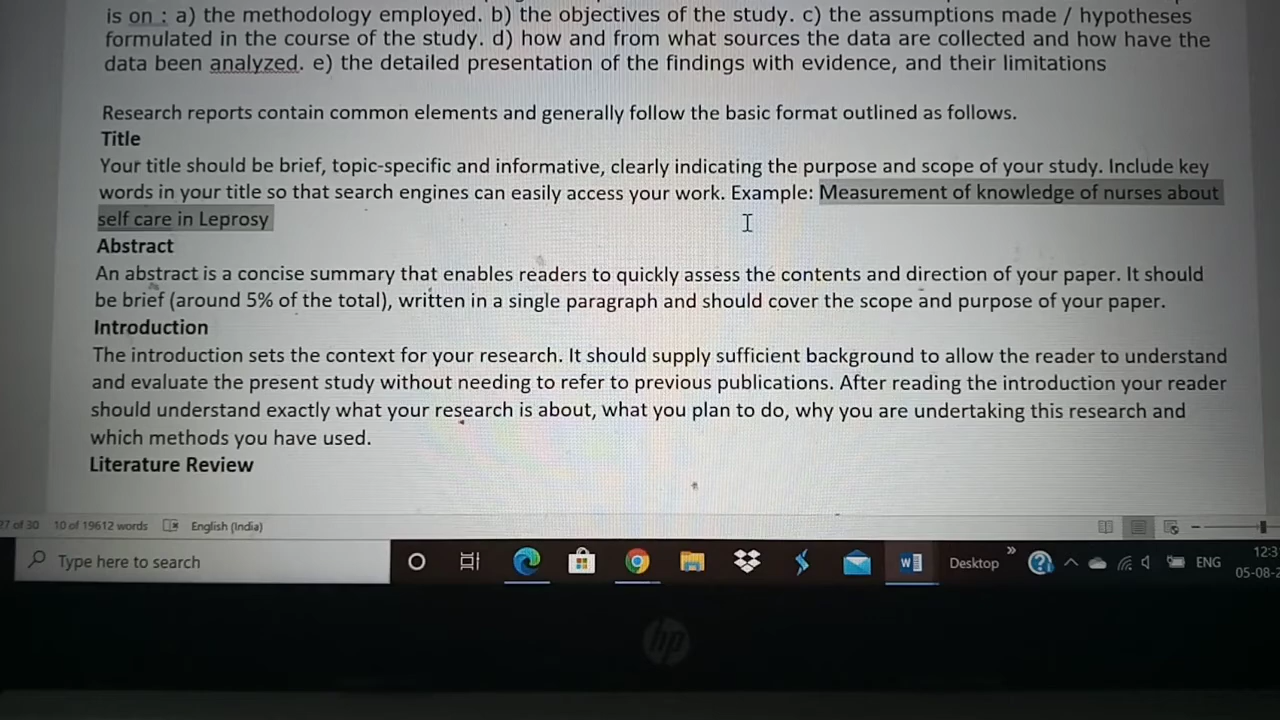 is on : a) the methodology employed. b) the objectives of the study. c) the assumptions made / hypotheses
formulated in the course of the study. d) how and from what sources the data are collected and how have the
data been analyzed. e) the detailed presentation of the findings with evidence, and their limitations
Research reports contain common elements and generally follow the basic format outlined as follows.
Title
Your title should be brief, topic-specific and informative, clearly indicating the purpose and scope of your study. Include key
words in your title so that search engines can easily access your work. Example: Measurement of knowledge of nurses about
self care in Leprosy
Abstract
An abstract is a concise summary that enables readers to quickly assess the contents and direction of your paper. It should
be brief (around 5% of the total), written in a single paragraph and should cover the scope and purpose of your paper.
Introduction
The introduction sets the context for your research. It should supply sufficient background to allow the reader to understand
and evaluate the present study without needing to refer to previous publications. After reading the introduction your reader
should understand exactly what your research is about, what you plan to do, why you are undertaking this research and
which methods you have used.
Literature Review
27 of 30 10 of 19612 words English (India)
Type here to search Desktop ENG
12:3
05-08-2
hp